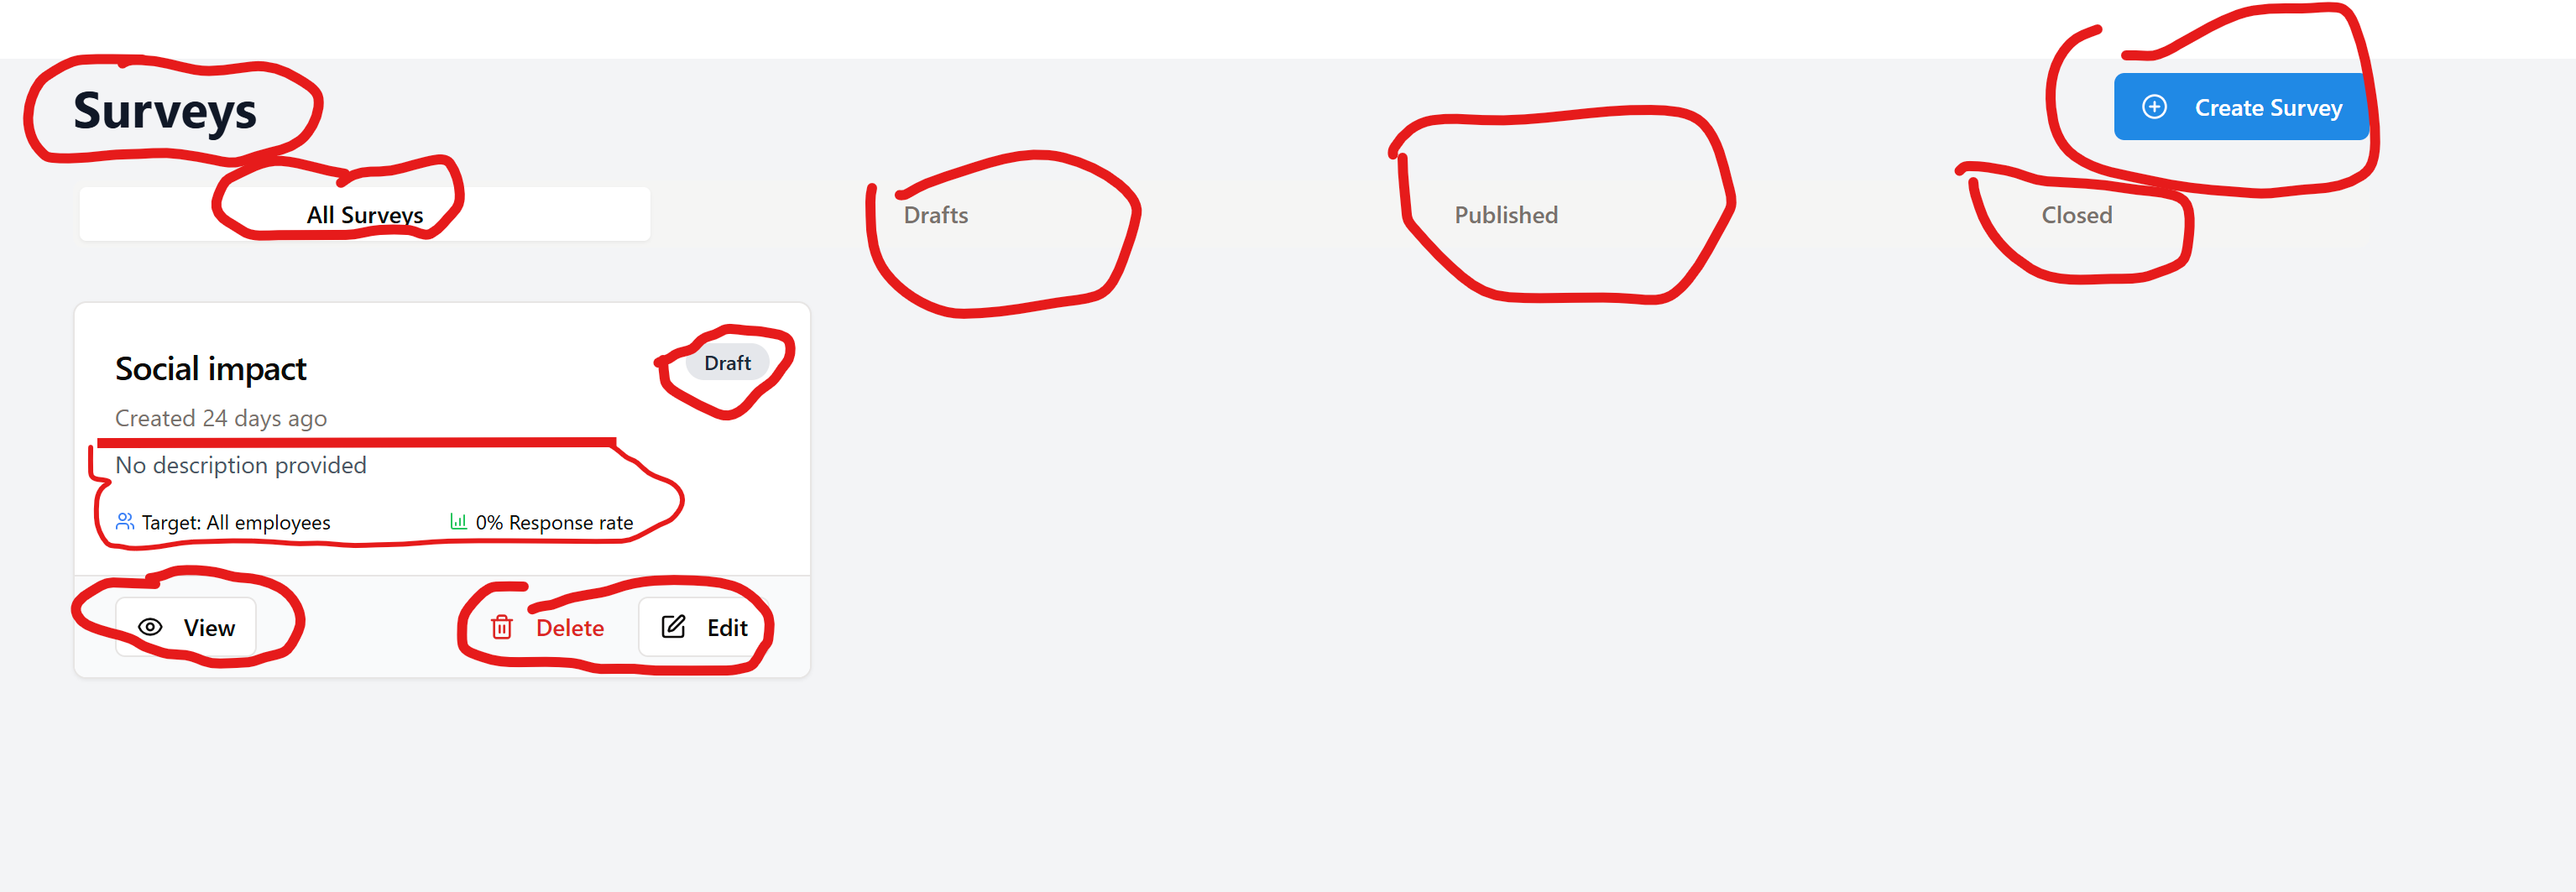 Surveys
Create Survey
All Surveys
Drafts
Published
Closed
Social impact
Draft
Created 24 days ago
No description provided
Target: All employees
0% Response rate
View
Delete
Edit